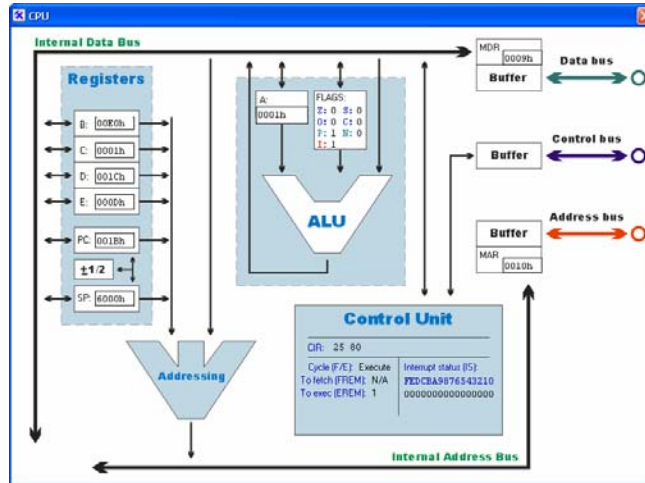 CPU
Internal Data Bus
MDR
0009h
Buffer
Data bus
Registers
A:
0001h
FLAGS:
Z: 0 S: 0
O: 0 C: 0
P: 1 N: 0
I: 1
B: 00E0h
C: 0001h
D: 001Ch
E: 000Dh
PC: 001Bh
±1/2
SP: 6000h
ALU
Buffer
Control bus
Buffer
Address bus
MAR
0010h
Addressing
Control Unit
CIR: 25 80
Cycle (F/E): Execute
To fetch (FREM): N/A
To exec (EREM): 1
Interrupt status (IS):
FEDCBA9876543210
0000000000000000
Internal Address Bus